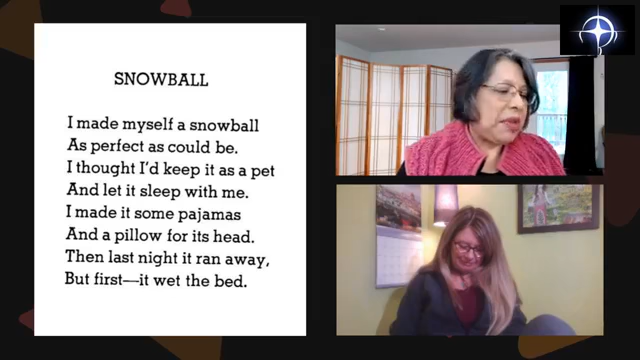 SNOWBALL
I made myself a snowball
As perfect as could be.
I thought I'd keep it as a pet
And let it sleep with me.
I made it some pajamas
And a pillow for its head.
Then last night it ran away,
But first—it wet the bed.